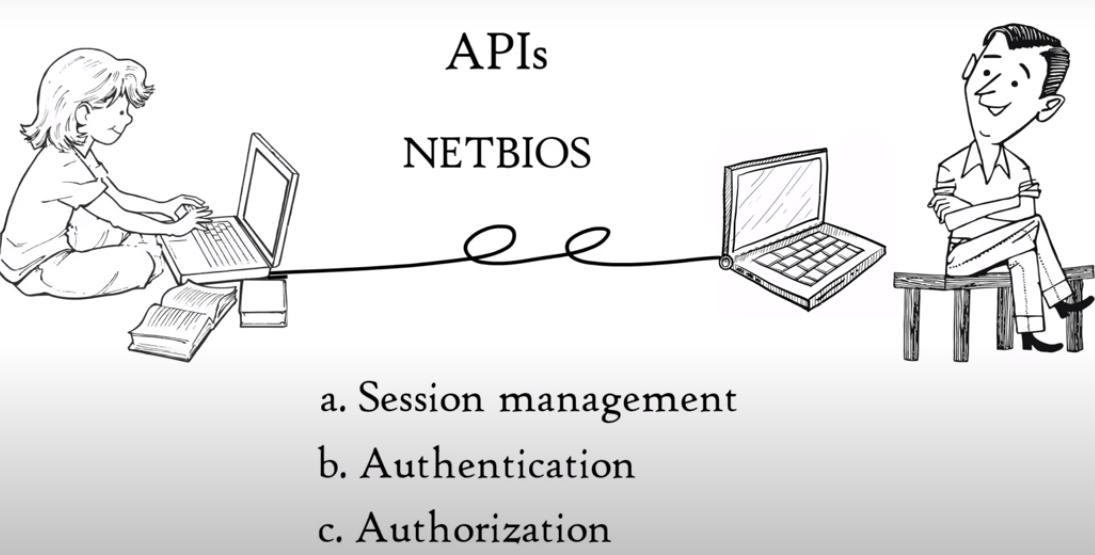 APIs
NETBIOS
a. Session management
b. Authentication
c. Authorization